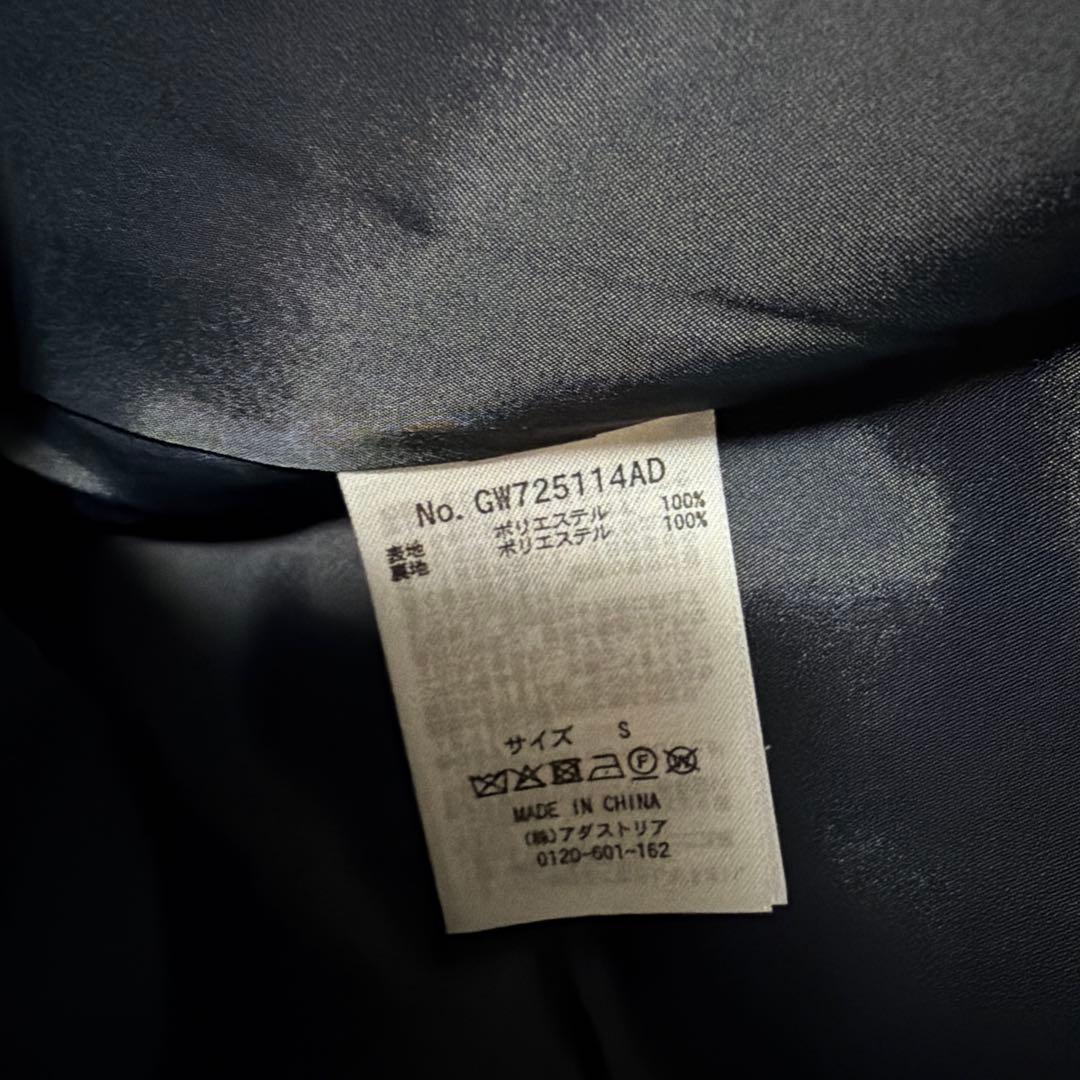 No. GW725114AD
表地 ポリエステル 100%
裏地 ポリエステル 100%
サイズ S
MADE IN CHINA
(株)アダストリア
0120-601-162